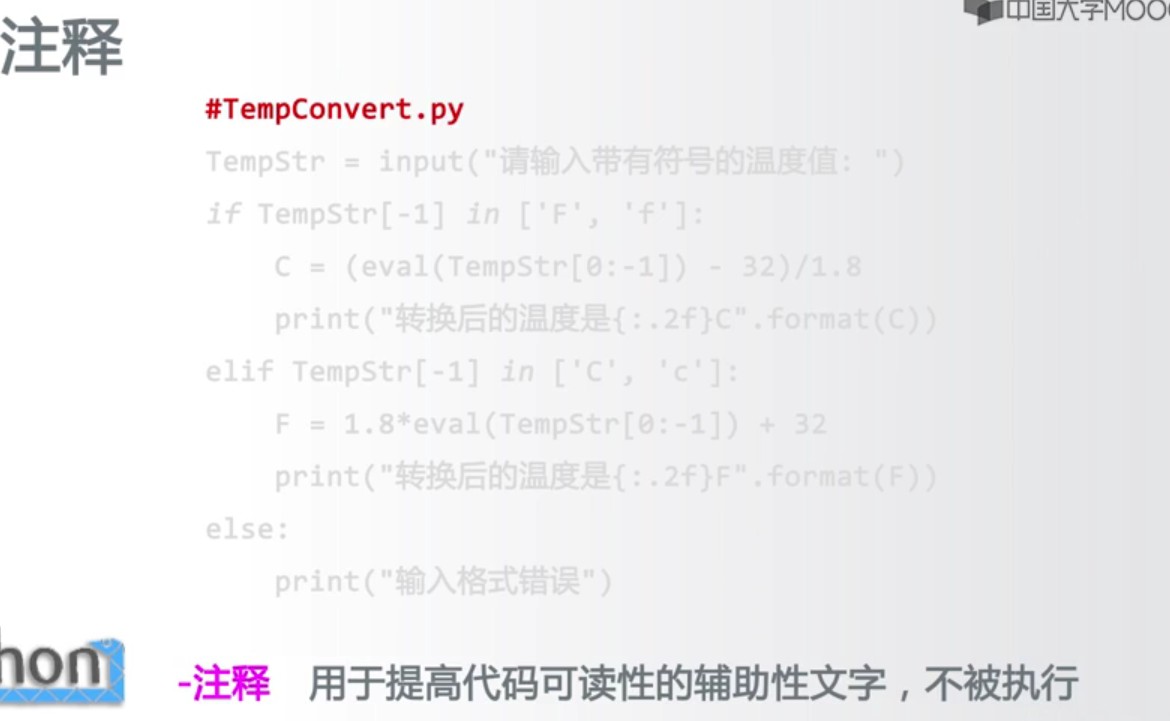 中国大学MOO
注释
#TempConvert.py
TempStr = input("请输入带有符号的温度值: ")
if TempStr[-1] in ['F', 'f']:
    C = (eval(TempStr[0:-1]) - 32)/1.8
    print("转换后的温度是{:.2f}C".format(C))
elif TempStr[-1] in ['C', 'c']:
    F = 1.8*eval(TempStr[0:-1]) + 32
    print("转换后的温度是{:.2f}F".format(F))
else:
    print("输入格式错误")
hon
-注释 用于提高代码可读性的辅助性文字，不被执行